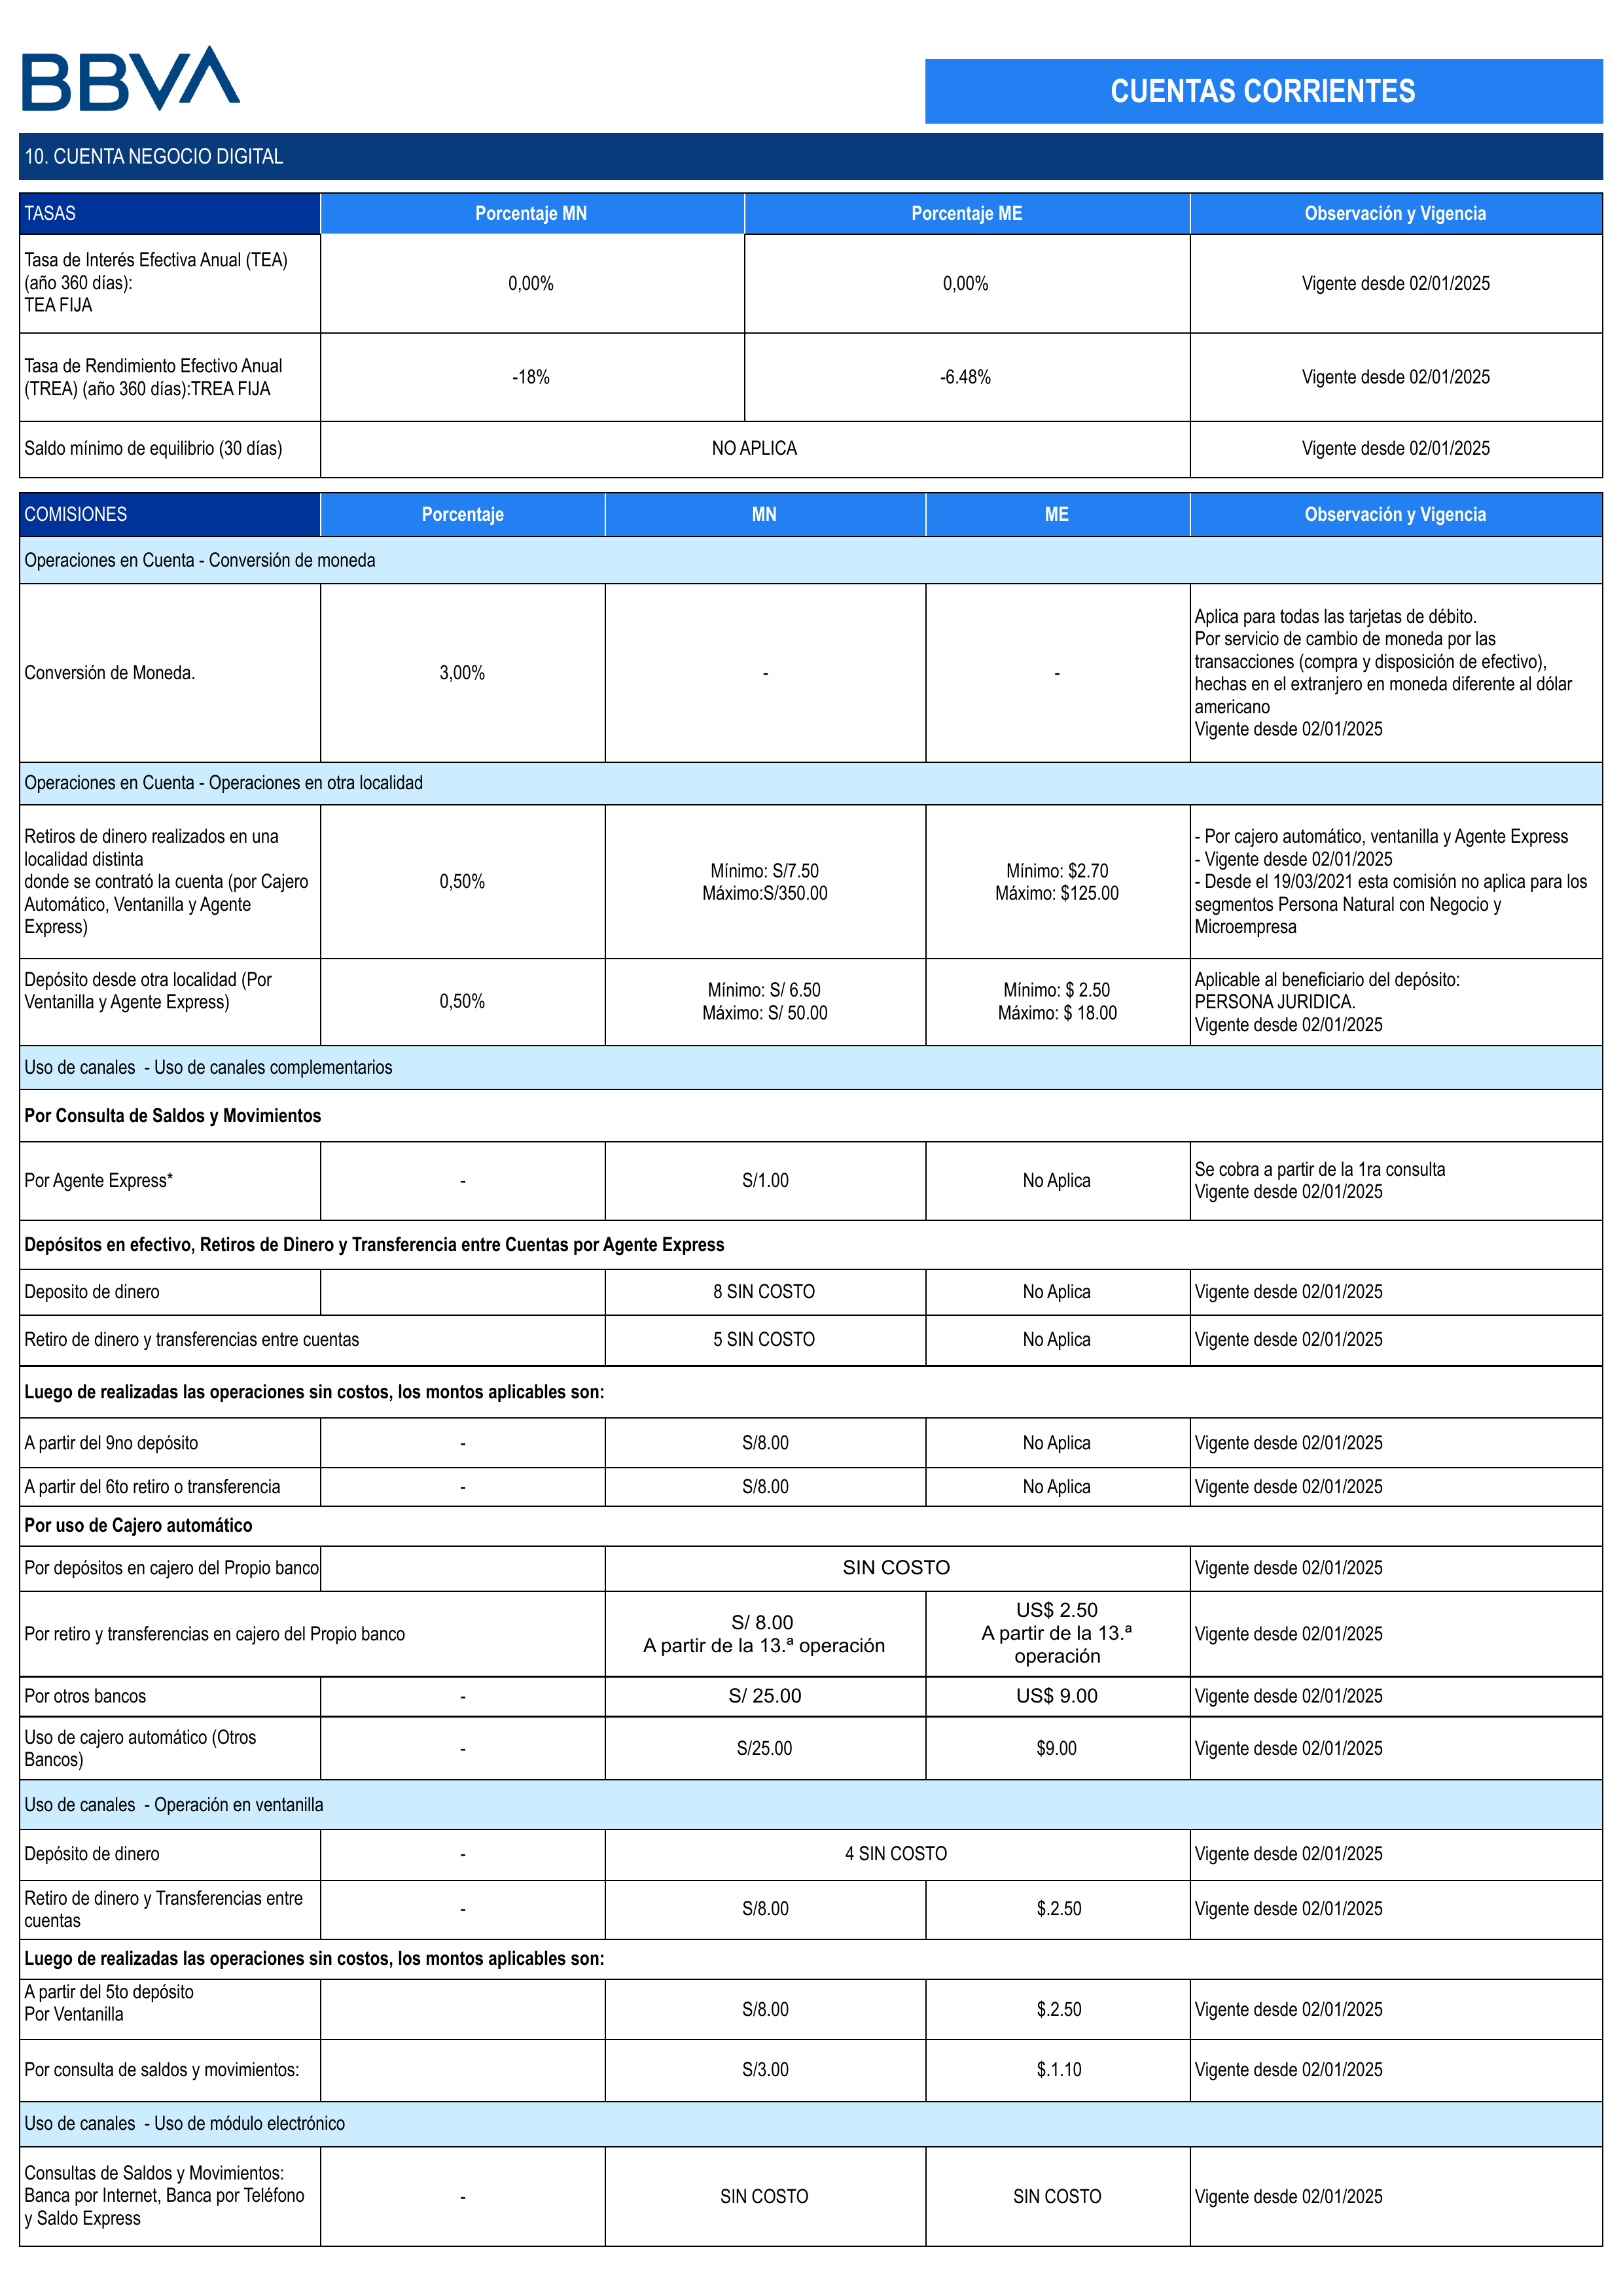 BBVA
CUENTAS CORRIENTES
10. CUENTA NEGOCIO DIGITAL
TASAS Porcentaje MN Porcentaje ME Observación y Vigencia
Tasa de Interés Efectiva Anual (TEA)
(año 360 días):
TEA FIJA
0,00% 0,00% Vigente desde 02/01/2025
Tasa de Rendimiento Efectivo Anual
(TREA) (año 360 días):TREA FIJA
-18% -6.48% Vigente desde 02/01/2025
Saldo mínimo de equilibrio (30 días) NO APLICA Vigente desde 02/01/2025
COMISIONES Porcentaje MN ME Observación y Vigencia
Operaciones en Cuenta - Conversión de moneda
Conversión de Moneda. 3,00% - -
Aplica para todas las tarjetas de débito.
Por servicio de cambio de moneda por las
transacciones (compra y disposición de efectivo),
hechas en el extranjero en moneda diferente al dólar
americano
Vigente desde 02/01/2025
Operaciones en Cuenta - Operaciones en otra localidad
Retiros de dinero realizados en una
localidad distinta
donde se contrató la cuenta (por Cajero
Automático, Ventanilla y Agente
Express)
0,50%
Mínimo: S/7.50
Máximo:S/350.00
Mínimo: $2.70
Máximo: $125.00
- Por cajero automático, ventanilla y Agente Express
- Vigente desde 02/01/2025
- Desde el 19/03/2021 esta comisión no aplica para los
segmentos Persona Natural con Negocio y
Microempresa
Depósito desde otra localidad (Por
Ventanilla y Agente Express)
0,50%
Mínimo: S/ 6.50
Máximo: S/ 50.00
Mínimo: $ 2.50
Máximo: $ 18.00
Aplicable al beneficiario del depósito:
PERSONA JURIDICA.
Vigente desde 02/01/2025
Uso de canales - Uso de canales complementarios
Por Consulta de Saldos y Movimientos
Por Agente Express* - S/1.00 No Aplica
Se cobra a partir de la 1ra consulta
Vigente desde 02/01/2025
Depósitos en efectivo, Retiros de Dinero y Transferencia entre Cuentas por Agente Express
Deposito de dinero 8 SIN COSTO No Aplica Vigente desde 02/01/2025
Retiro de dinero y transferencias entre cuentas 5 SIN COSTO No Aplica Vigente desde 02/01/2025
Luego de realizadas las operaciones sin costos, los montos aplicables son:
A partir del 9no depósito - S/8.00 No Aplica Vigente desde 02/01/2025
A partir del 6to retiro o transferencia - S/8.00 No Aplica Vigente desde 02/01/2025
Por uso de Cajero automático
Por depósitos en cajero del Propio banco SIN COSTO Vigente desde 02/01/2025
Por retiro y transferencias en cajero del Propio banco
S/ 8.00
A partir de la 13.ª operación
US$ 2.50
A partir de la 13.ª
operación
Vigente desde 02/01/2025
Por otros bancos - S/ 25.00 US$ 9.00 Vigente desde 02/01/2025
Uso de cajero automático (Otros
Bancos)
- S/25.00 $9.00 Vigente desde 02/01/2025
Uso de canales - Operación en ventanilla
Depósito de dinero - 4 SIN COSTO Vigente desde 02/01/2025
Retiro de dinero y Transferencias entre
cuentas
- S/8.00 $.2.50 Vigente desde 02/01/2025
Luego de realizadas las operaciones sin costos, los montos aplicables son:
A partir del 5to depósito
Por Ventanilla
S/8.00 $.2.50 Vigente desde 02/01/2025
Por consulta de saldos y movimientos: S/3.00 $.1.10 Vigente desde 02/01/2025
Uso de canales - Uso de módulo electrónico
Consultas de Saldos y Movimientos:
Banca por Internet, Banca por Teléfono
y Saldo Express
- SIN COSTO SIN COSTO Vigente desde 02/01/2025